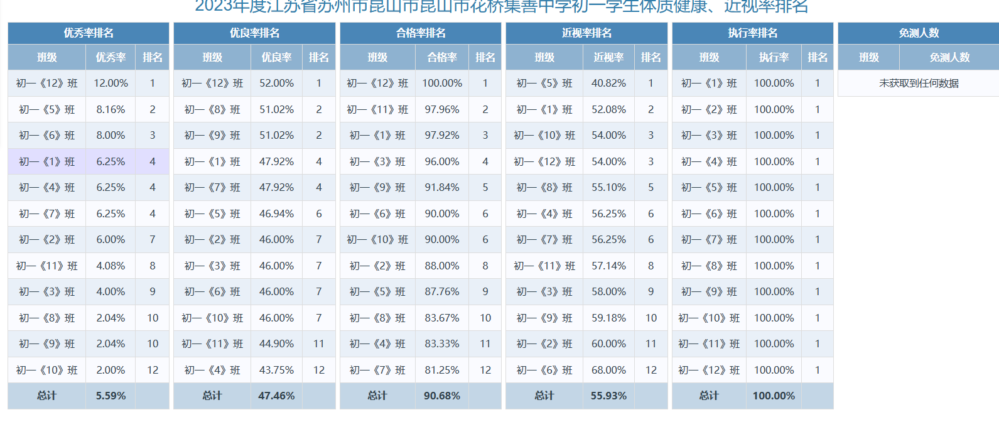 2023年度江苏省苏州市昆山市昆山市花桥集善中学初一学生体质健康、近视率排名
优秀率排名 优良率排名 合格率排名 近视率排名 执行率排名 免测人数
班级 优秀率 排名 班级 优良率 排名 班级 合格率 排名 班级 近视率 排名 班级 执行率 排名 班级 免测人数
初一《12》班 12.00% 1 初一《12》班 52.00% 1 初一《12》班 100.00% 1 初一《5》班 40.82% 1 初一《1》班 100.00% 1 未获取到任何数据
初一《5》班 8.16% 2 初一《8》班 51.02% 2 初一《11》班 97.96% 2 初一《1》班 52.08% 2 初一《2》班 100.00% 1
初一《6》班 8.00% 3 初一《9》班 51.02% 2 初一《1》班 97.92% 3 初一《10》班 54.00% 3 初一《3》班 100.00% 1
初一《1》班 6.25% 4 初一《1》班 47.92% 4 初一《3》班 96.00% 4 初一《12》班 54.00% 3 初一《4》班 100.00% 1
初一《4》班 6.25% 4 初一《7》班 47.92% 4 初一《9》班 91.84% 5 初一《8》班 55.10% 5 初一《5》班 100.00% 1
初一《7》班 6.25% 4 初一《5》班 46.94% 6 初一《6》班 90.00% 6 初一《4》班 56.25% 6 初一《6》班 100.00% 1
初一《2》班 6.00% 7 初一《2》班 46.00% 7 初一《10》班 90.00% 6 初一《7》班 56.25% 6 初一《7》班 100.00% 1
初一《11》班 4.08% 8 初一《3》班 46.00% 7 初一《2》班 88.00% 8 初一《11》班 57.14% 8 初一《8》班 100.00% 1
初一《3》班 4.00% 9 初一《6》班 46.00% 7 初一《5》班 87.76% 9 初一《3》班 58.00% 9 初一《9》班 100.00% 1
初一《8》班 2.04% 10 初一《10》班 46.00% 7 初一《8》班 83.67% 10 初一《9》班 59.18% 10 初一《10》班 100.00% 1
初一《9》班 2.04% 10 初一《11》班 44.90% 11 初一《4》班 83.33% 11 初一《2》班 60.00% 11 初一《11》班 100.00% 1
初一《10》班 2.00% 12 初一《4》班 43.75% 12 初一《7》班 81.25% 12 初一《6》班 68.00% 12 初一《12》班 100.00% 1
总计 5.59% 总计 47.46% 总计 90.68% 总计 55.93% 总计 100.00%